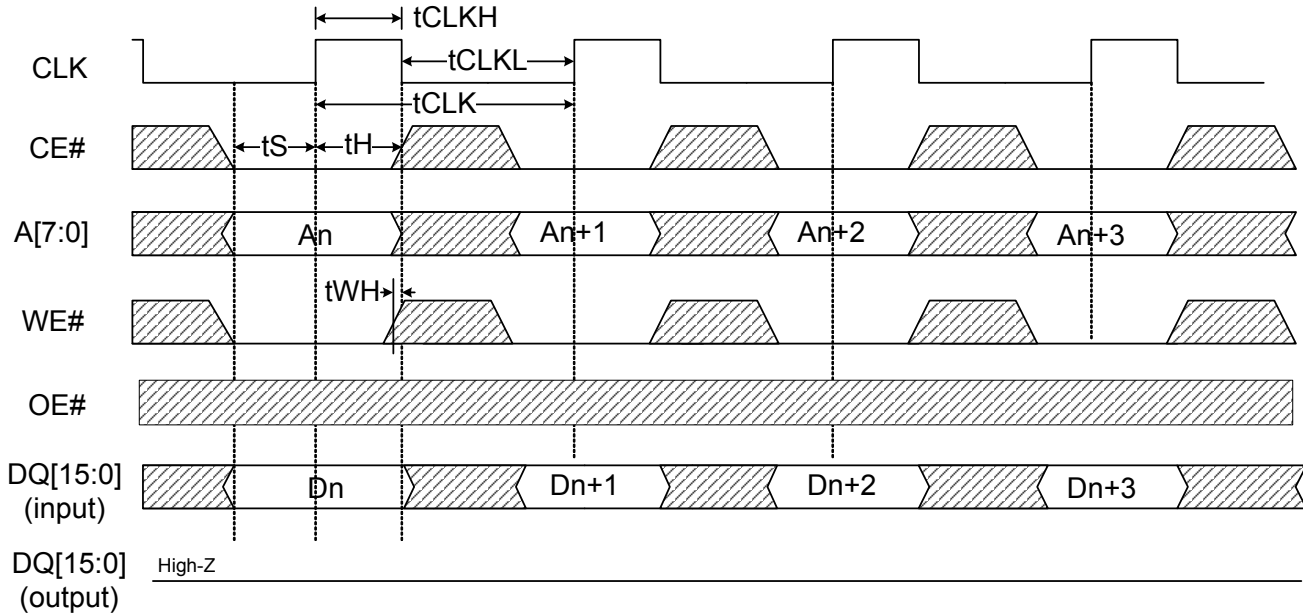 tCLKH
CLK
tCLKL
tCLK
CE#
tS
tH
A[7:0]
An
An+1
An+2
An+3
tWH
WE#
OE#
DQ[15:0]
(input)
Dn
Dn+1
Dn+2
Dn+3
DQ[15:0]
(output)
High-Z